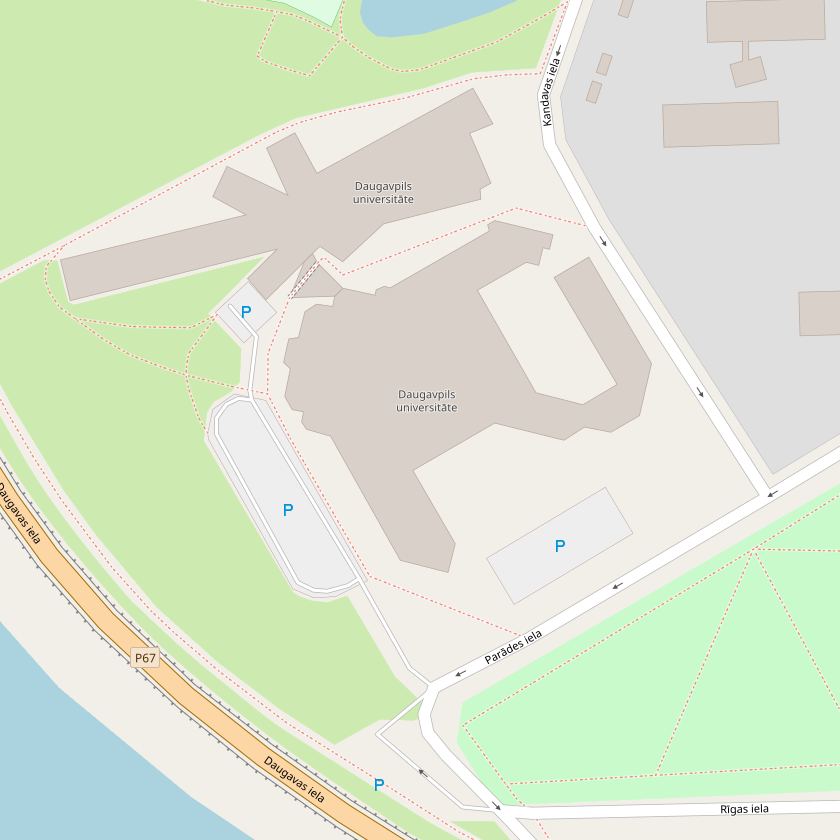 Kandavas iela
Daugavpils
universitāte
P
Daugavpils
universitāte
Daugavas iela
P
P
Parādes iela
P67
Daugavas iela
P
Rīgas iela